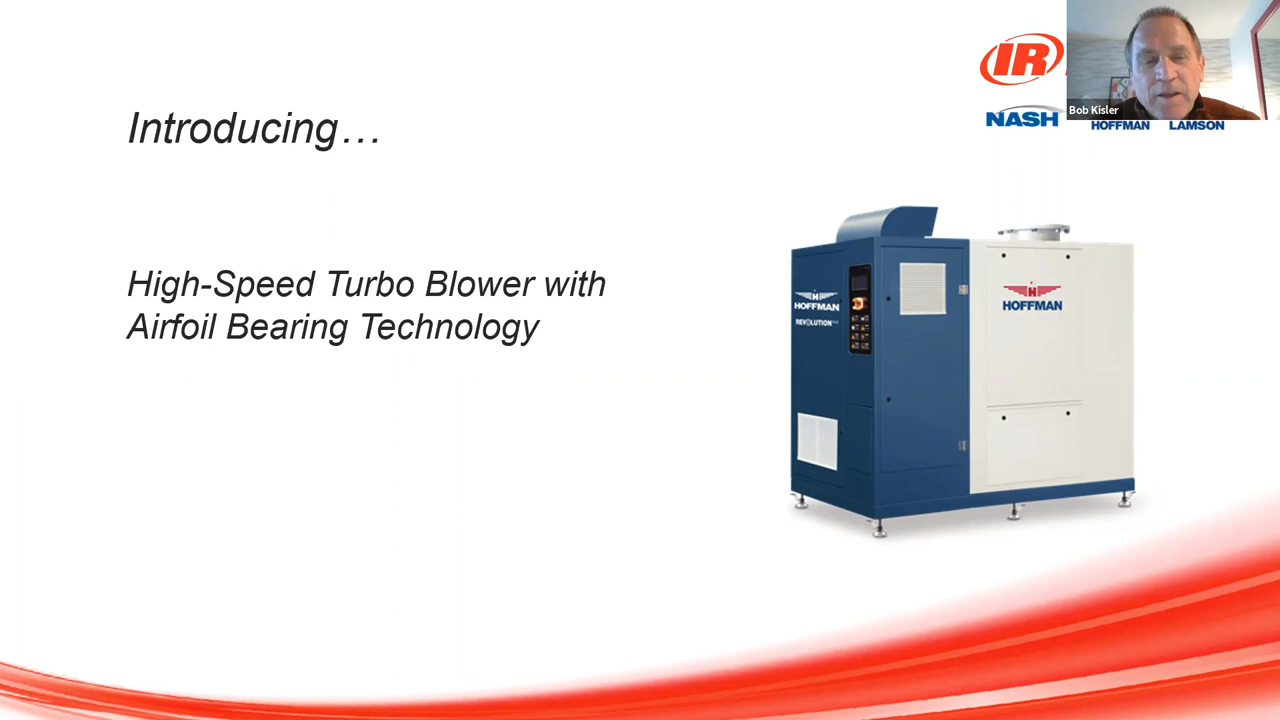 IR
Bob Kisler
NASH
HOFFMAN
LAMSON
Introducing…
High-Speed Turbo Blower with
Airfoil Bearing Technology
HOFFMAN
REVOLUTION
HOFFMAN